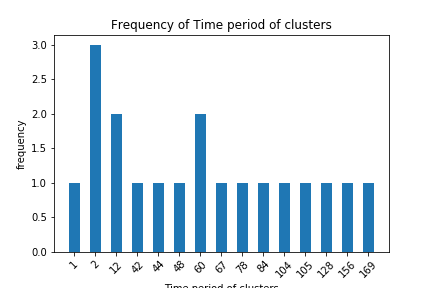 Frequency of Time period of clusters
3.0
2.5
2.0
1.5
1.0
0.5
0.0
frequency
1 2 12 42 44 48 60 67 78 84 104 105 128 156 169
Time period of clusters